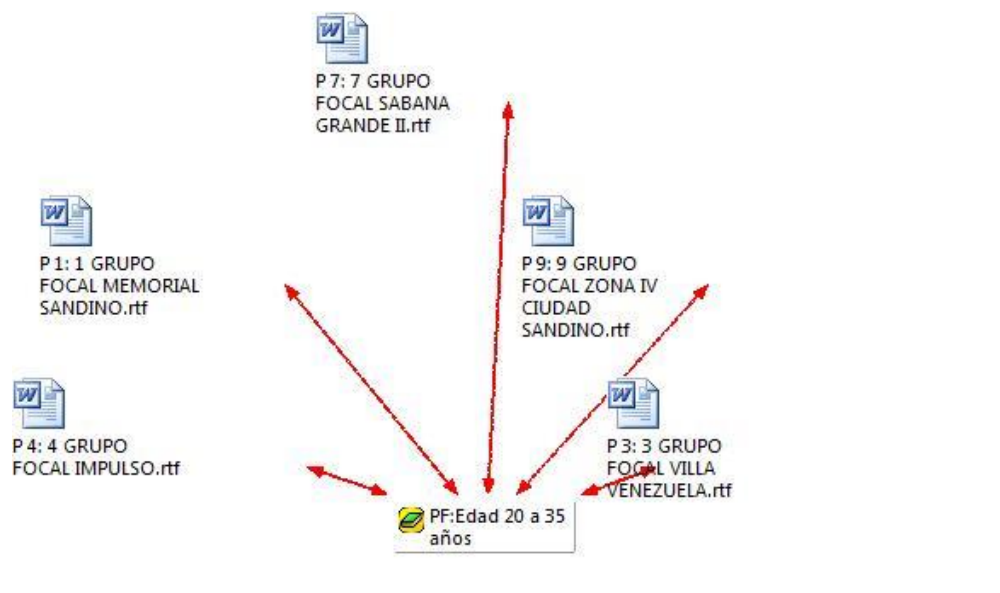 P 7: 7 GRUPO
FOCAL SABANA
GRANDE II.rtf
P 1: 1 GRUPO
FOCAL MEMORIAL
SANDINO.rtf
P 9: 9 GRUPO
FOCAL ZONA IV
CIUDAD
SANDINO.rtf
P 4: 4 GRUPO
FOCAL IMPULSO.rtf
P 3: 3 GRUPO
FOCAL VILLA
VENEZUELA.rtf
PF:Edad 20 a 35
años